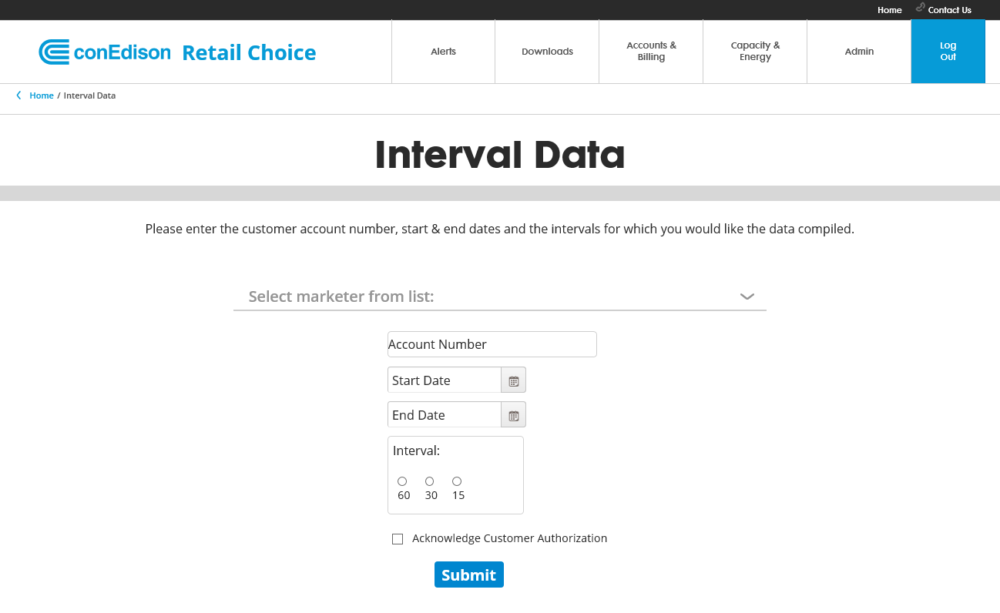 Home Contact Us
conEdison Retail Choice
Alerts
Downloads
Accounts &
Billing
Capacity &
Energy
Admin
Log
Out
Home / Interval Data
Interval Data
Please enter the customer account number, start & end dates and the intervals for which you would like the data compiled.
Select marketer from list:
Account Number
Start Date
End Date
Interval:
60 30 15
Acknowledge Customer Authorization
Submit